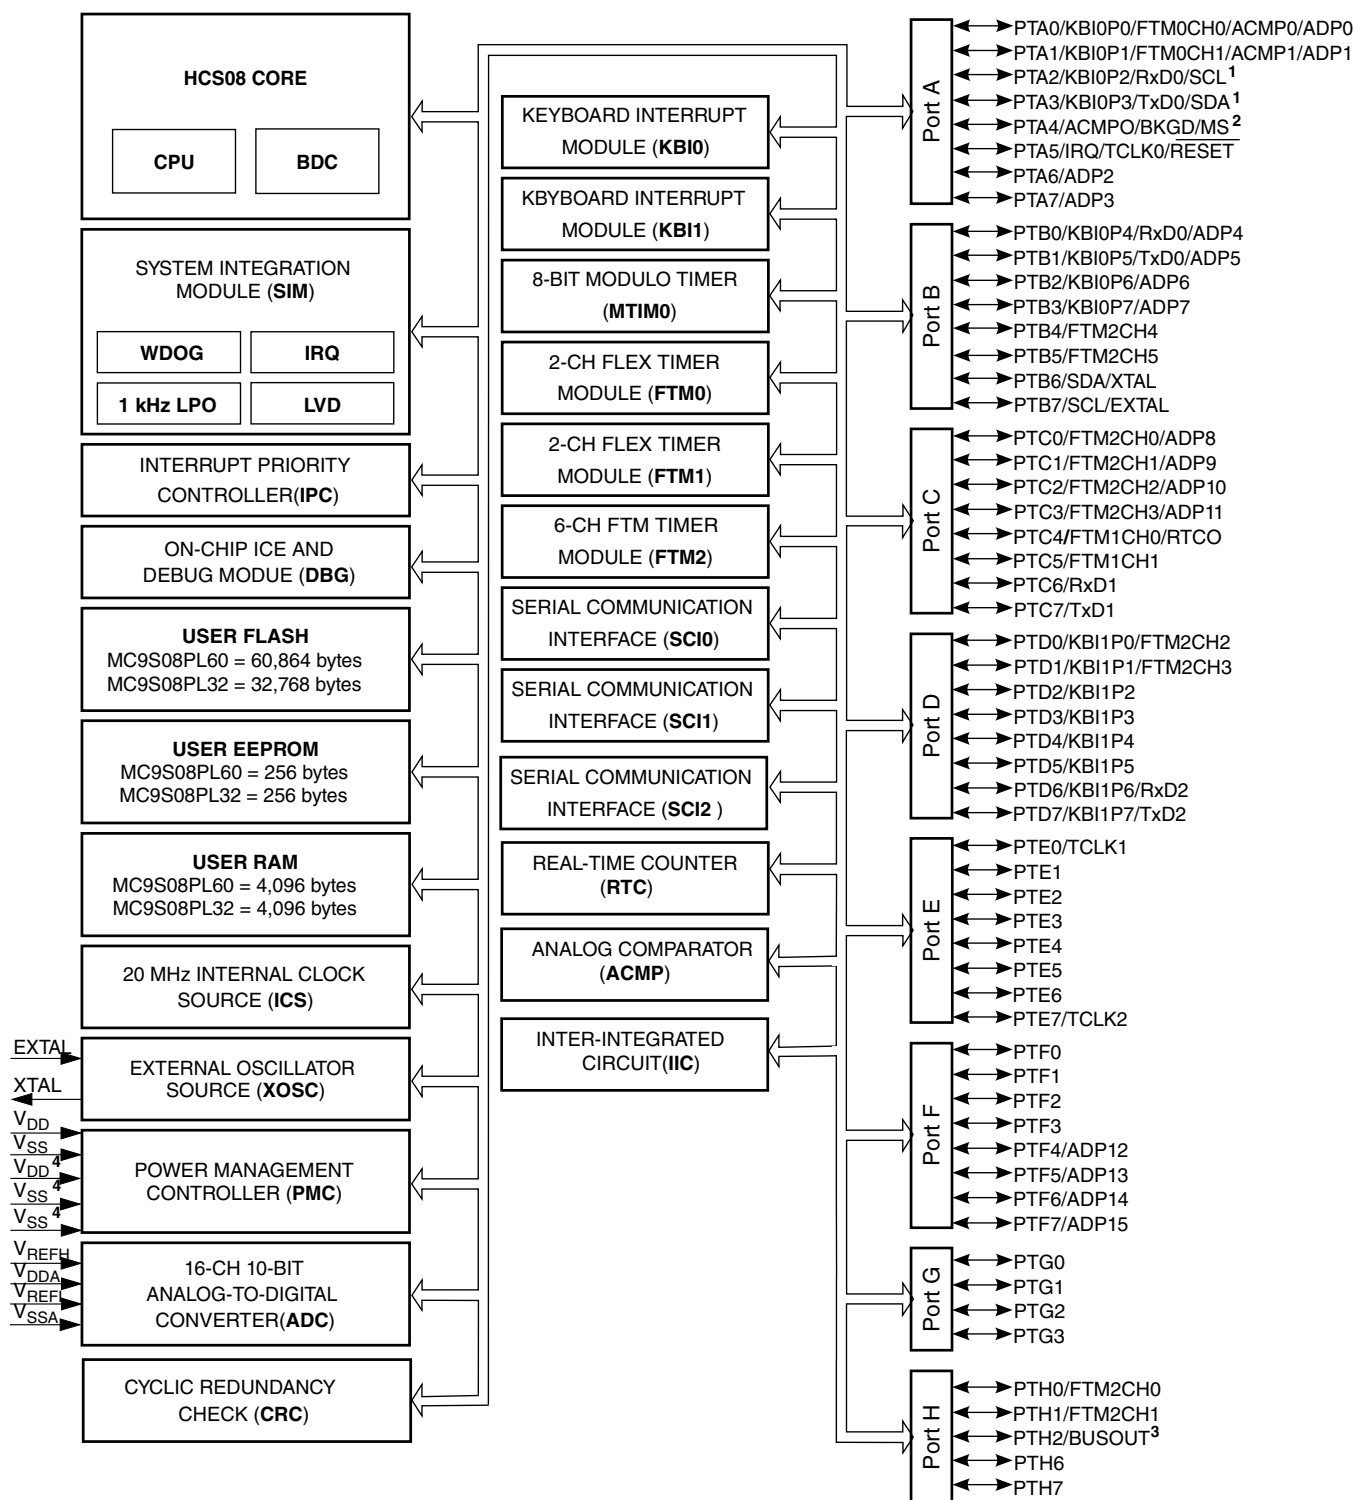 HCS08 CORE
CPU
BDC
SYSTEM INTEGRATION
MODULE (SIM)
WDOG
IRQ
1 kHz LPO
LVD
INTERRUPT PRIORITY
CONTROLLER(IPC)
ON-CHIP ICE AND
DEBUG MODUE (DBG)
USER FLASH
MC9S08PL60 = 60,864 bytes
MC9S08PL32 = 32,768 bytes
USER EEPROM
MC9S08PL60 = 256 bytes
MC9S08PL32 = 256 bytes
USER RAM
MC9S08PL60 = 4,096 bytes
MC9S08PL32 = 4,096 bytes
20 MHz INTERNAL CLOCK
SOURCE (ICS)
EXTAL
XTAL
EXTERNAL OSCILLATOR
SOURCE (XOSC)
VDD
VSS
VDD 4
VSS 4
VSS 4
POWER MANAGEMENT
CONTROLLER (PMC)
VREFH
VDDA
VREFL
VSSA
16-CH 10-BIT
ANALOG-TO-DIGITAL
CONVERTER(ADC)
CYCLIC REDUNDANCY
CHECK (CRC)
KEYBOARD INTERRUPT
MODULE (KBI0)
KBYBOARD INTERRUPT
MODULE (KBI1)
8-BIT MODULO TIMER
(MTIM0)
2-CH FLEX TIMER
MODULE (FTM0)
2-CH FLEX TIMER
MODULE (FTM1)
6-CH FTM TIMER
MODULE (FTM2)
SERIAL COMMUNICATION
INTERFACE (SCI0)
SERIAL COMMUNICATION
INTERFACE (SCI1)
SERIAL COMMUNICATION
INTERFACE (SCI2 )
REAL-TIME COUNTER
(RTC)
ANALOG COMPARATOR
(ACMP)
INTER-INTEGRATED
CIRCUIT(IIC)
Port A
PTA0/KBI0P0/FTM0CH0/ACMP0/ADP0
PTA1/KBI0P1/FTM0CH1/ACMP1/ADP1
PTA2/KBI0P2/RxD0/SCL1
PTA3/KBI0P3/TxD0/SDA1
PTA4/ACMPO/BKGD/MS2
PTA5/IRQ/TCLK0/RESET
PTA6/ADP2
PTA7/ADP3
Port B
PTB0/KBI0P4/RxD0/ADP4
PTB1/KBI0P5/TxD0/ADP5
PTB2/KBI0P6/ADP6
PTB3/KBI0P7/ADP7
PTB4/FTM2CH4
PTB5/FTM2CH5
PTB6/SDA/XTAL
PTB7/SCL/EXTAL
Port C
PTC0/FTM2CH0/ADP8
PTC1/FTM2CH1/ADP9
PTC2/FTM2CH2/ADP10
PTC3/FTM2CH3/ADP11
PTC4/FTM1CH0/RTCO
PTC5/FTM1CH1
PTC6/RxD1
PTC7/TxD1
Port D
PTD0/KBI1P0/FTM2CH2
PTD1/KBI1P1/FTM2CH3
PTD2/KBI1P2
PTD3/KBI1P3
PTD4/KBI1P4
PTD5/KBI1P5
PTD6/KBI1P6/RxD2
PTD7/KBI1P7/TxD2
Port E
PTE0/TCLK1
PTE1
PTE2
PTE3
PTE4
PTE5
PTE6
PTE7/TCLK2
Port F
PTF0
PTF1
PTF2
PTF3
PTF4/ADP12
PTF5/ADP13
PTF6/ADP14
PTF7/ADP15
Port G
PTG0
PTG1
PTG2
PTG3
Port H
PTH0/FTM2CH0
PTH1/FTM2CH1
PTH2/BUSOUT3
PTH6
PTH7